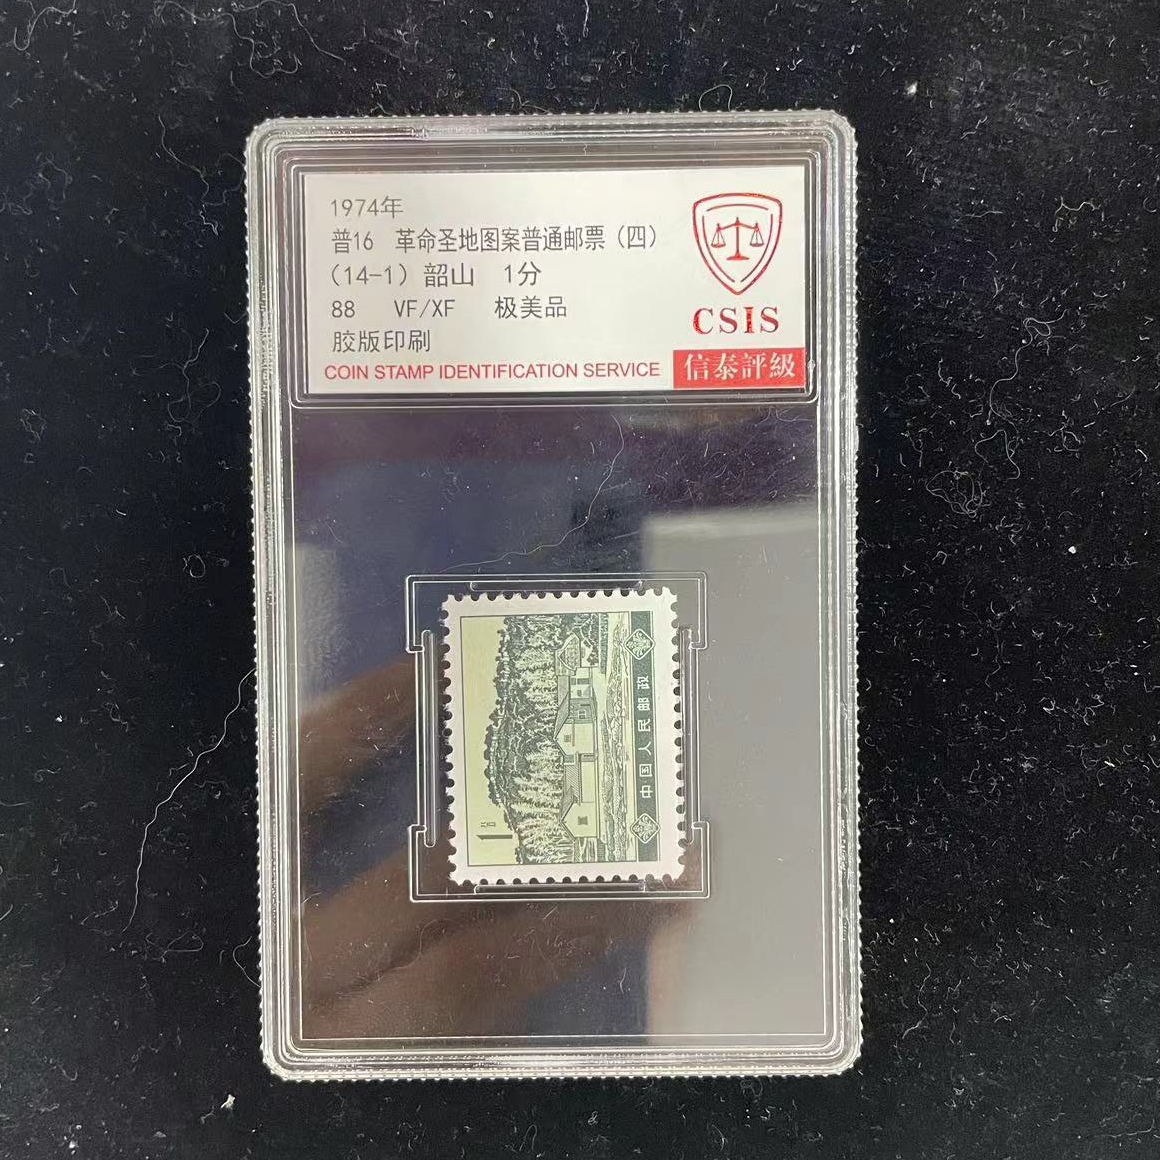 1974年
普16 革命圣地图案普通邮票（四）
（14-1）韶山 1分
88 VF/XF 极美品
胶版印刷
COIN STAMP IDENTIFICATION SERVICE
CSIS
信泰評級
1分
中国人民邮政